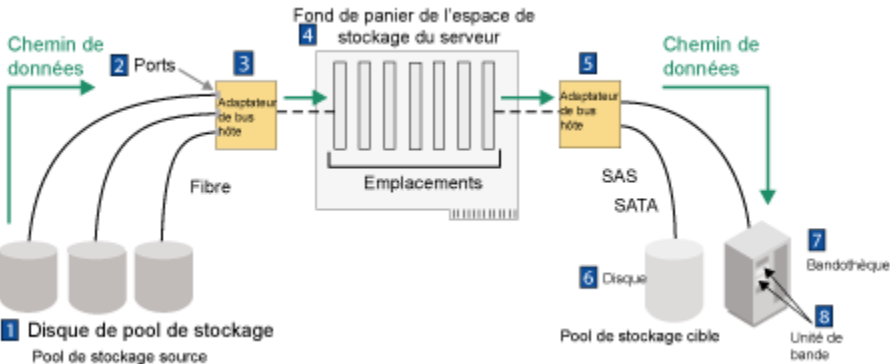 Fond de panier de l'espace de
4 stockage du serveur
Chemin de
données
2 Ports
3
Adaptateur
de bus
hôte
5
Adaptateur
de bus
hôte
Chemin de
données
Fibre
Emplacements
SAS
SATA
6 Disque
7
Bandothèque
8
Unité de
bande
1 Disque de pool de stockage
Pool de stockage source
Pool de stockage cible